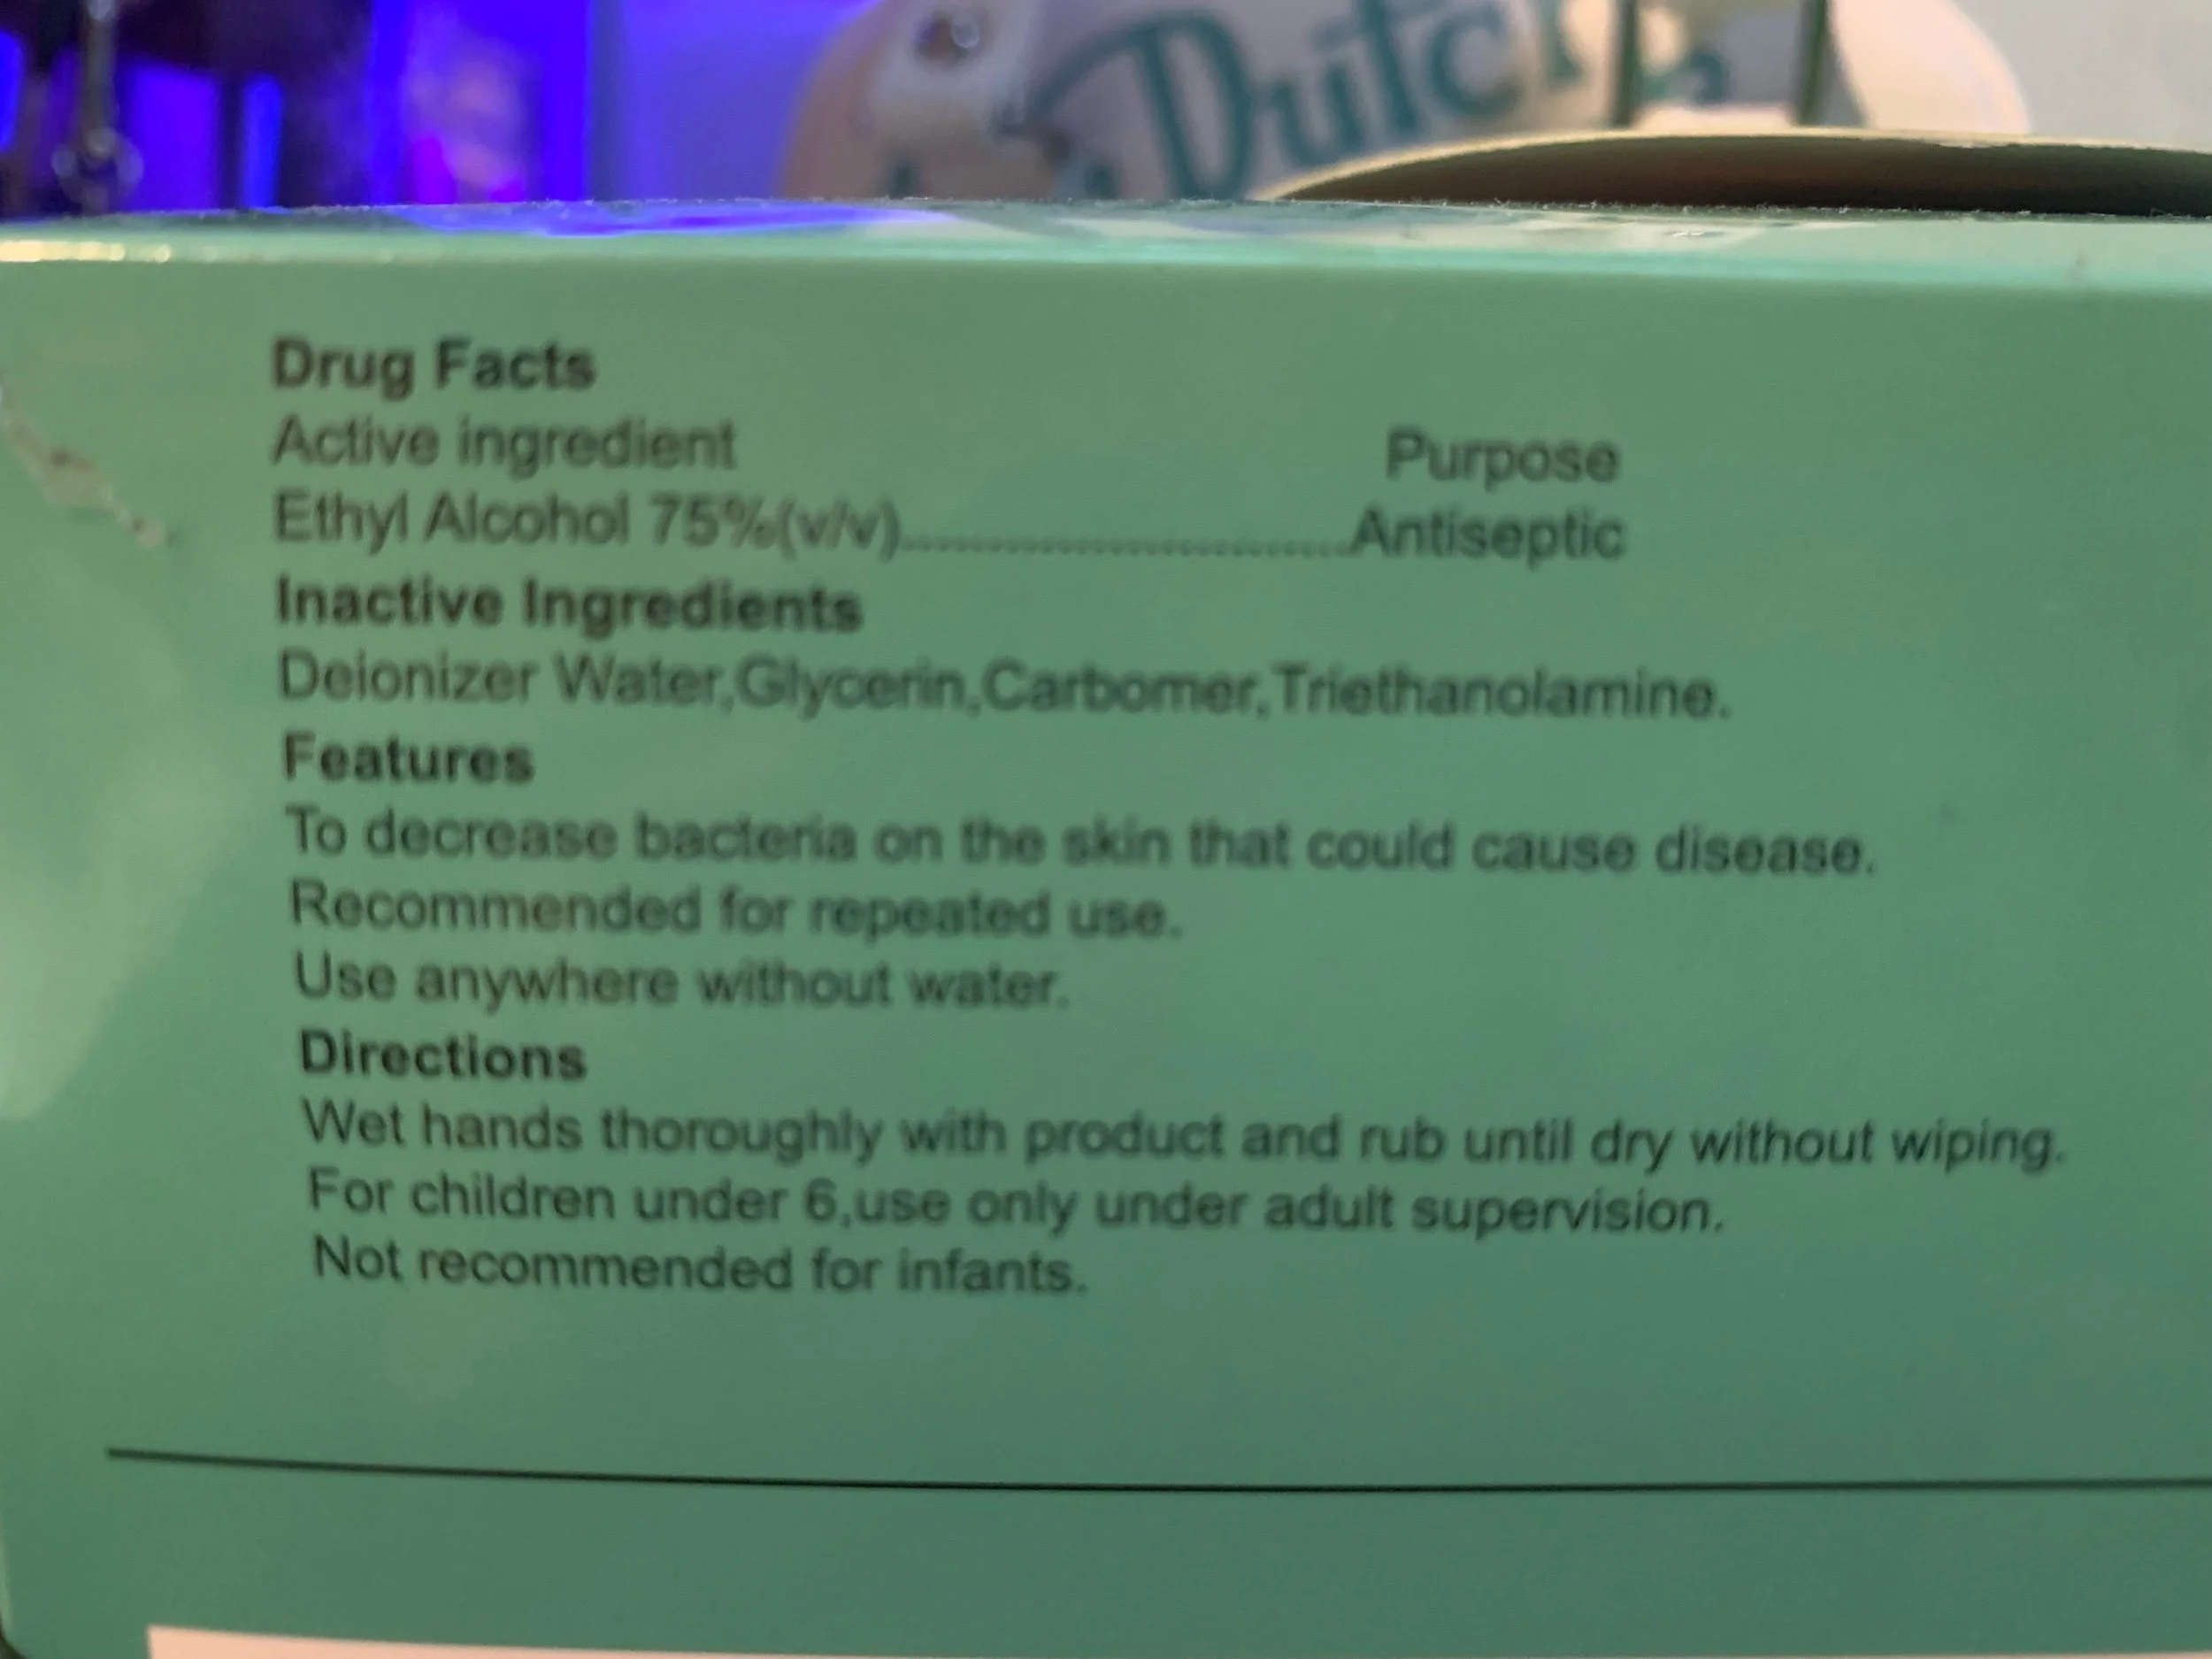 Dutch
Drug Facts
Active ingredient Purpose
Ethyl Alcohol 75%(v/v)............................Antiseptic
Inactive Ingredients
Deionizer Water,Glycerin,Carbomer,Triethanolamine.
Features
To decrease bacteria on the skin that could cause disease.
Recommended for repeated use.
Use anywhere without water.
Directions
Wet hands thoroughly with product and rub until dry without wiping.
For children under 6,use only under adult supervision.
Not recommended for infants.